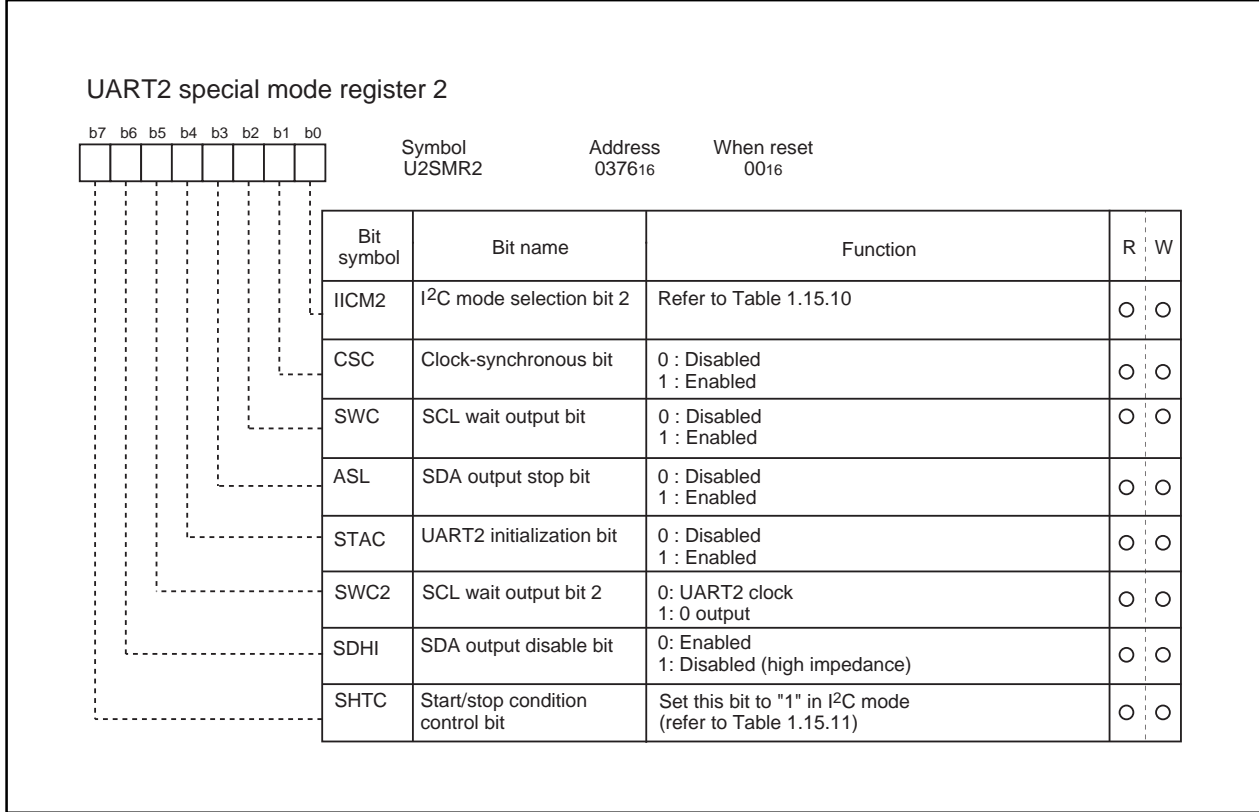 UART2 special mode register 2
b7 b6 b5 b4 b3 b2 b1 b0
Symbol Address When reset
U2SMR2 037616 0016
Bit symbol Bit name Function R W
IICM2 I2C mode selection bit 2 Refer to Table 1.15.10
CSC Clock-synchronous bit 0 : Disabled
1 : Enabled
SWC SCL wait output bit 0 : Disabled
1 : Enabled
ASL SDA output stop bit 0 : Disabled
1 : Enabled
STAC UART2 initialization bit 0 : Disabled
1 : Enabled
SWC2 SCL wait output bit 2 0: UART2 clock
1: 0 output
SDHI SDA output disable bit 0: Enabled
1: Disabled (high impedance)
SHTC Start/stop condition control bit Set this bit to "1" in I2C mode
(refer to Table 1.15.11)